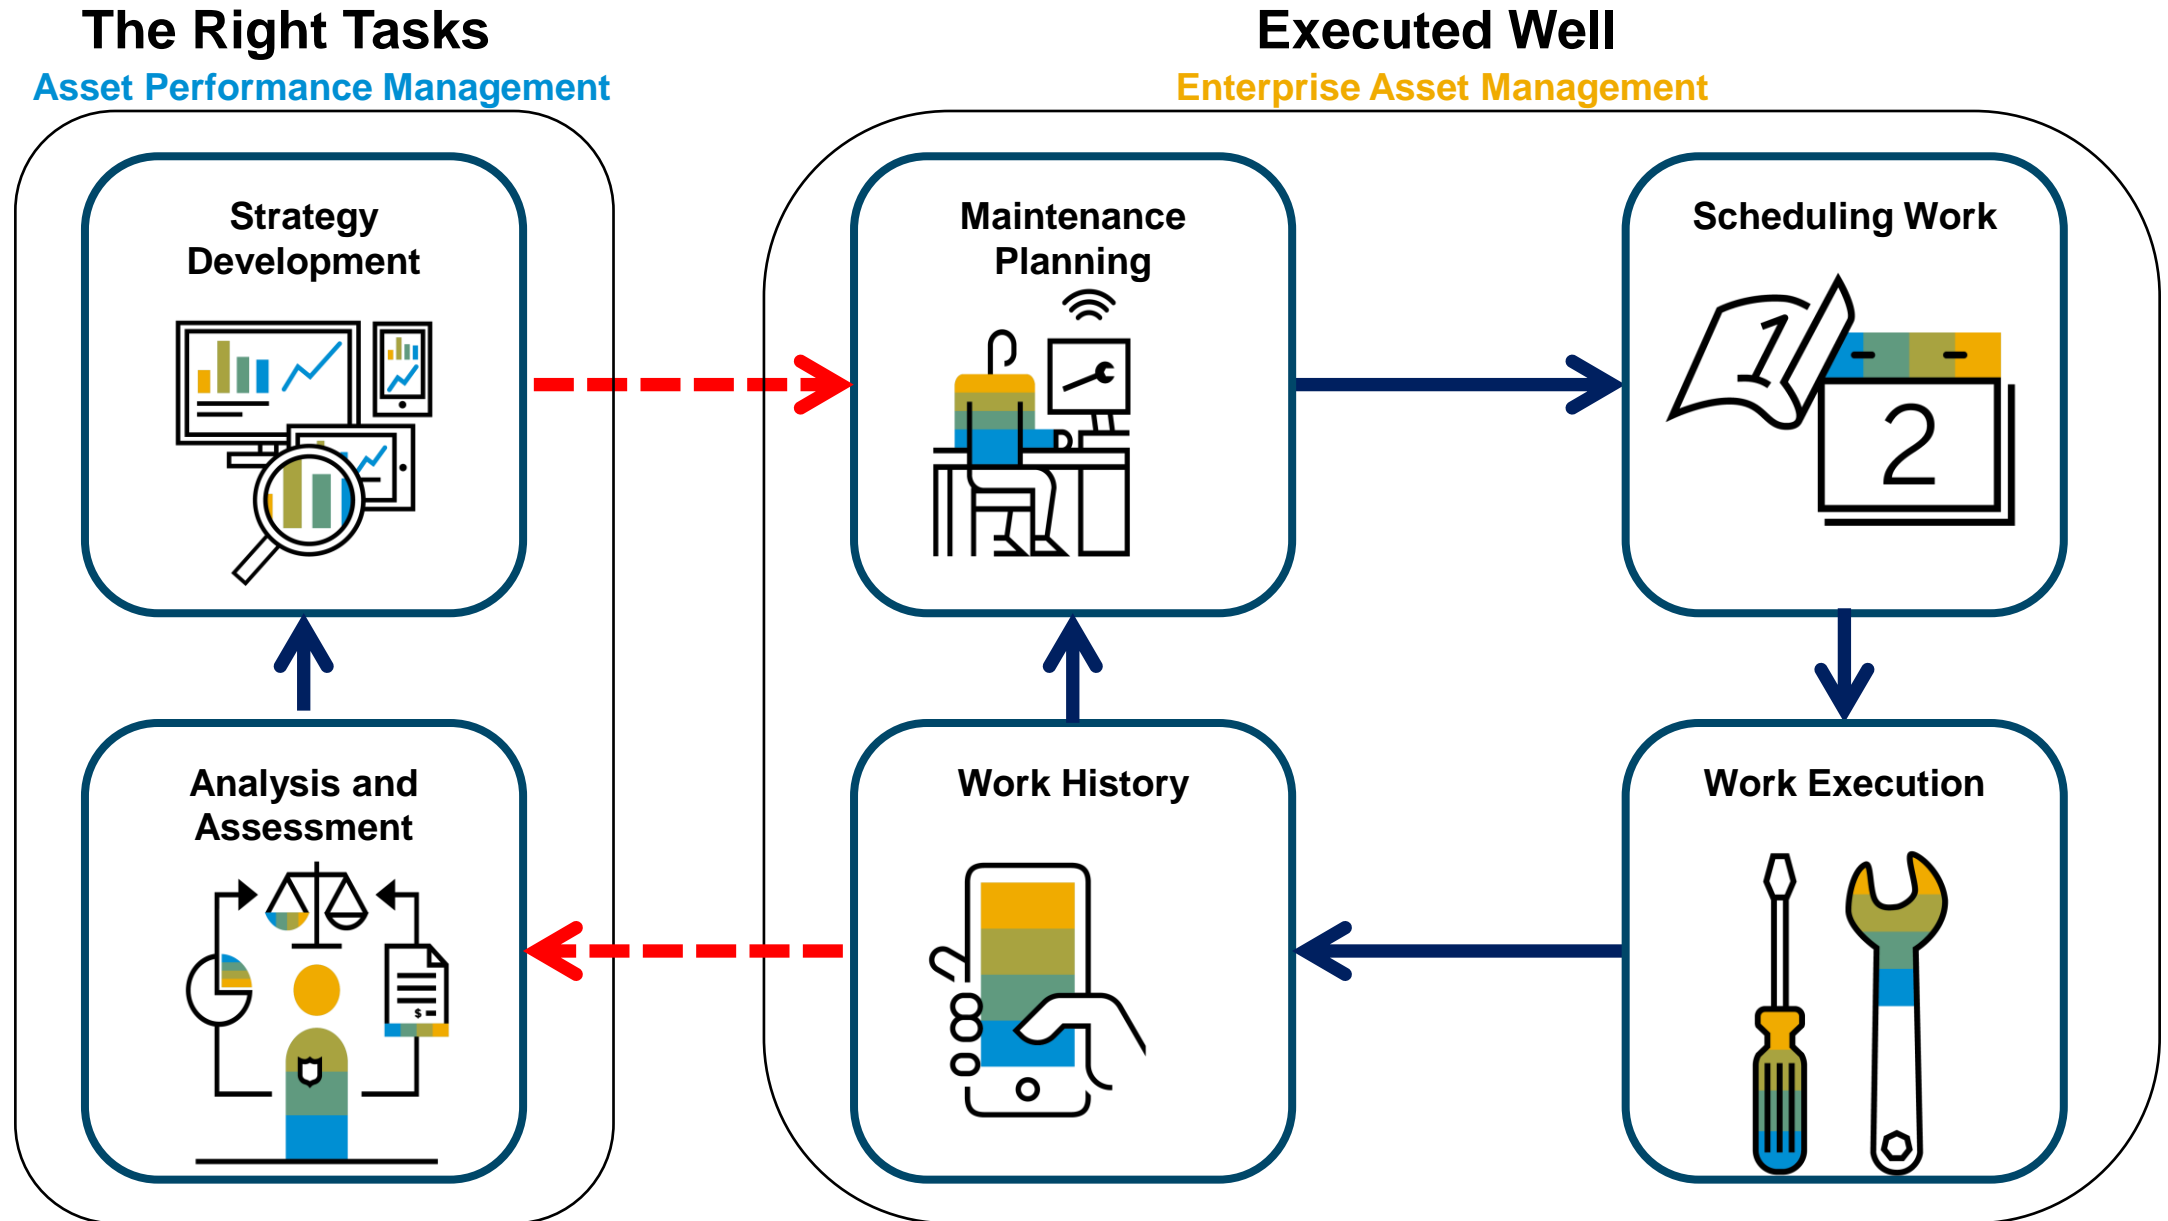 The Right Tasks
Asset Performance Management
Executed Well
Enterprise Asset Management
Strategy
Development
Maintenance
Planning
Scheduling Work
1
2
Analysis and
Assessment
$
Work History
Work Execution